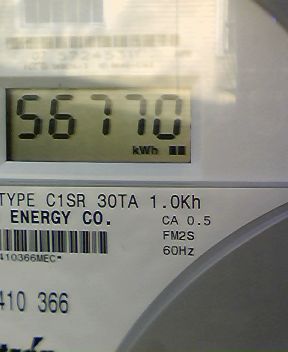 56770
kWh
TYPE C1SR 30TA 1.0Kh
ENERGY CO.
CA 0.5
FM2S
60Hz
410366MEC*
410 366